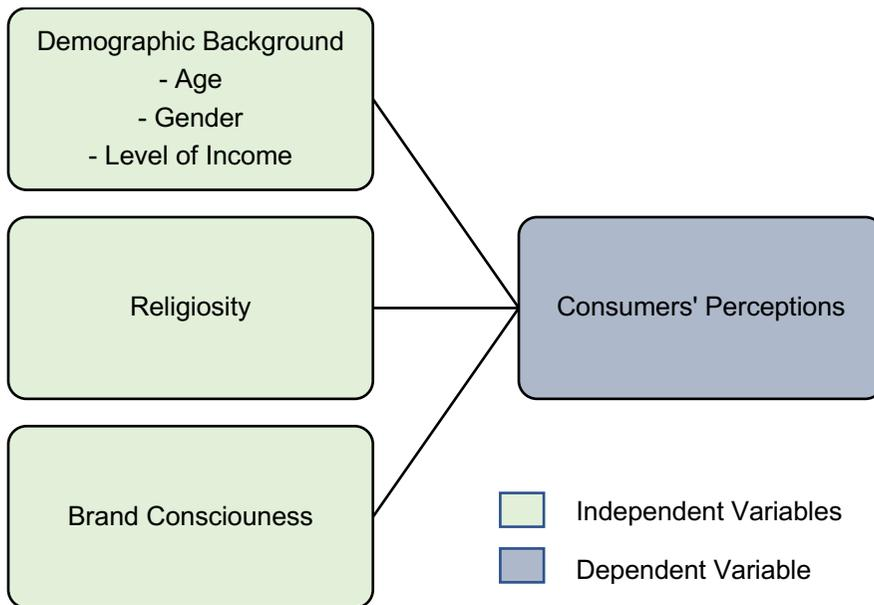 Demographic Background
- Age
- Gender
- Level of Income
Religiosity
Consumers' Perceptions
Brand Consciouness
Independent Variables
Dependent Variable